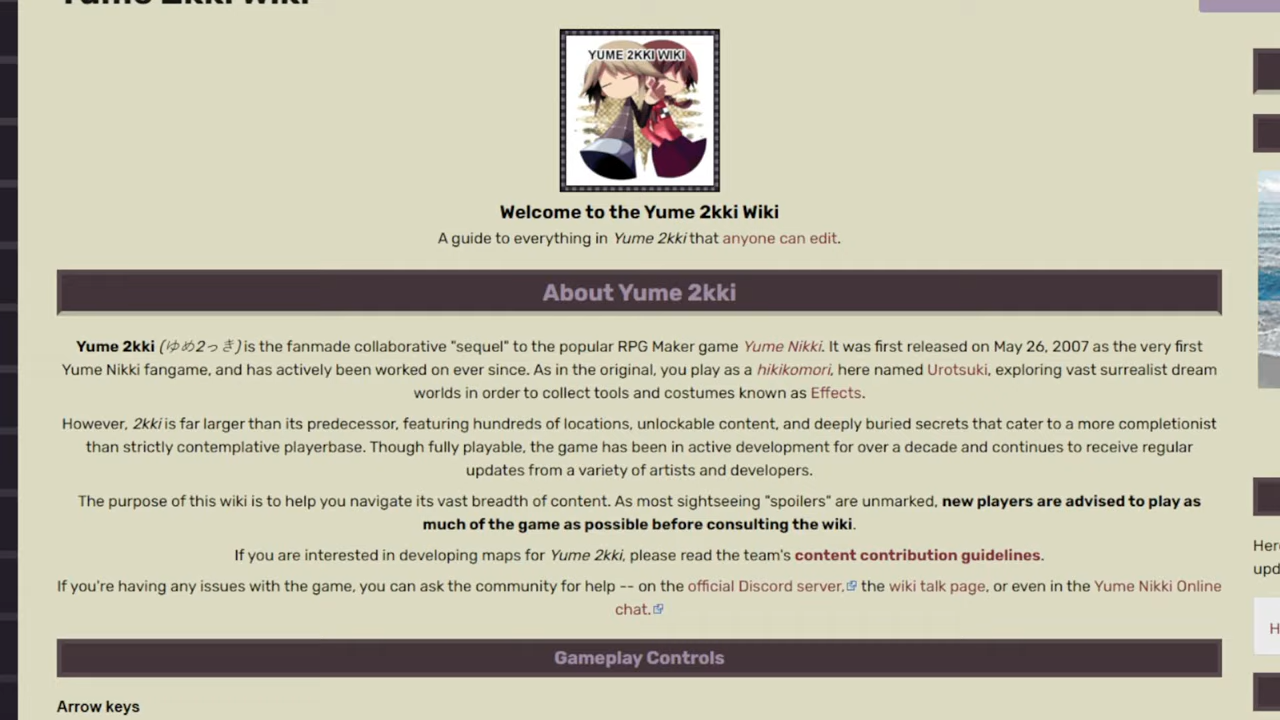 Yume 2kki Wiki
YUME 2KKI WIKI
Welcome to the Yume 2kki Wiki
A guide to everything in Yume 2kki that anyone can edit.
About Yume 2kki
Yume 2kki (ゆめ2っき) is the fanmade collaborative "sequel" to the popular RPG Maker game Yume Nikki. It was first released on May 26, 2007 as the very first
Yume Nikki fangame, and has actively been worked on ever since. As in the original, you play as a hikikomori, here named Urotsuki, exploring vast surrealist dream
worlds in order to collect tools and costumes known as Effects.
However, 2kki is far larger than its predecessor, featuring hundreds of locations, unlockable content, and deeply buried secrets that cater to a more completionist
than strictly contemplative playerbase. Though fully playable, the game has been in active development for over a decade and continues to receive regular
updates from a variety of artists and developers.
The purpose of this wiki is to help you navigate its vast breadth of content. As most sightseeing "spoilers" are unmarked, new players are advised to play as
much of the game as possible before consulting the wiki.
If you are interested in developing maps for Yume 2kki, please read the team's content contribution guidelines.
If you're having any issues with the game, you can ask the community for help -- on the official Discord server, the wiki talk page, or even in the Yume Nikki Online
chat.
Gameplay Controls
Arrow keys